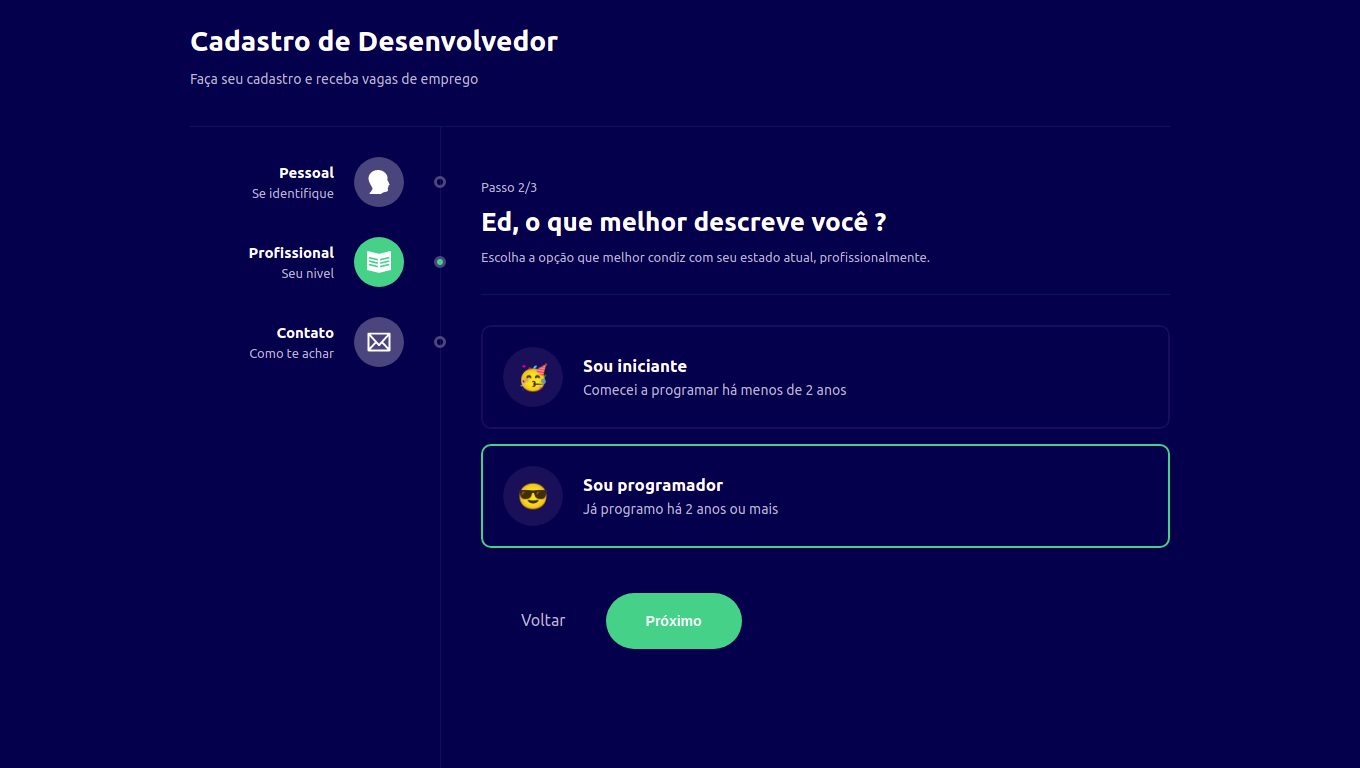 Cadastro de Desenvolvedor
Faça seu cadastro e receba vagas de emprego
Pessoal
Se identifique
Profissional
Seu nivel
Contato
Como te achar
Passo 2/3
Ed, o que melhor descreve você ?
Escolha a opção que melhor condiz com seu estado atual, profissionalmente.
Sou iniciante
Comecei a programar há menos de 2 anos
Sou programador
Já programo há 2 anos ou mais
Voltar
Próximo